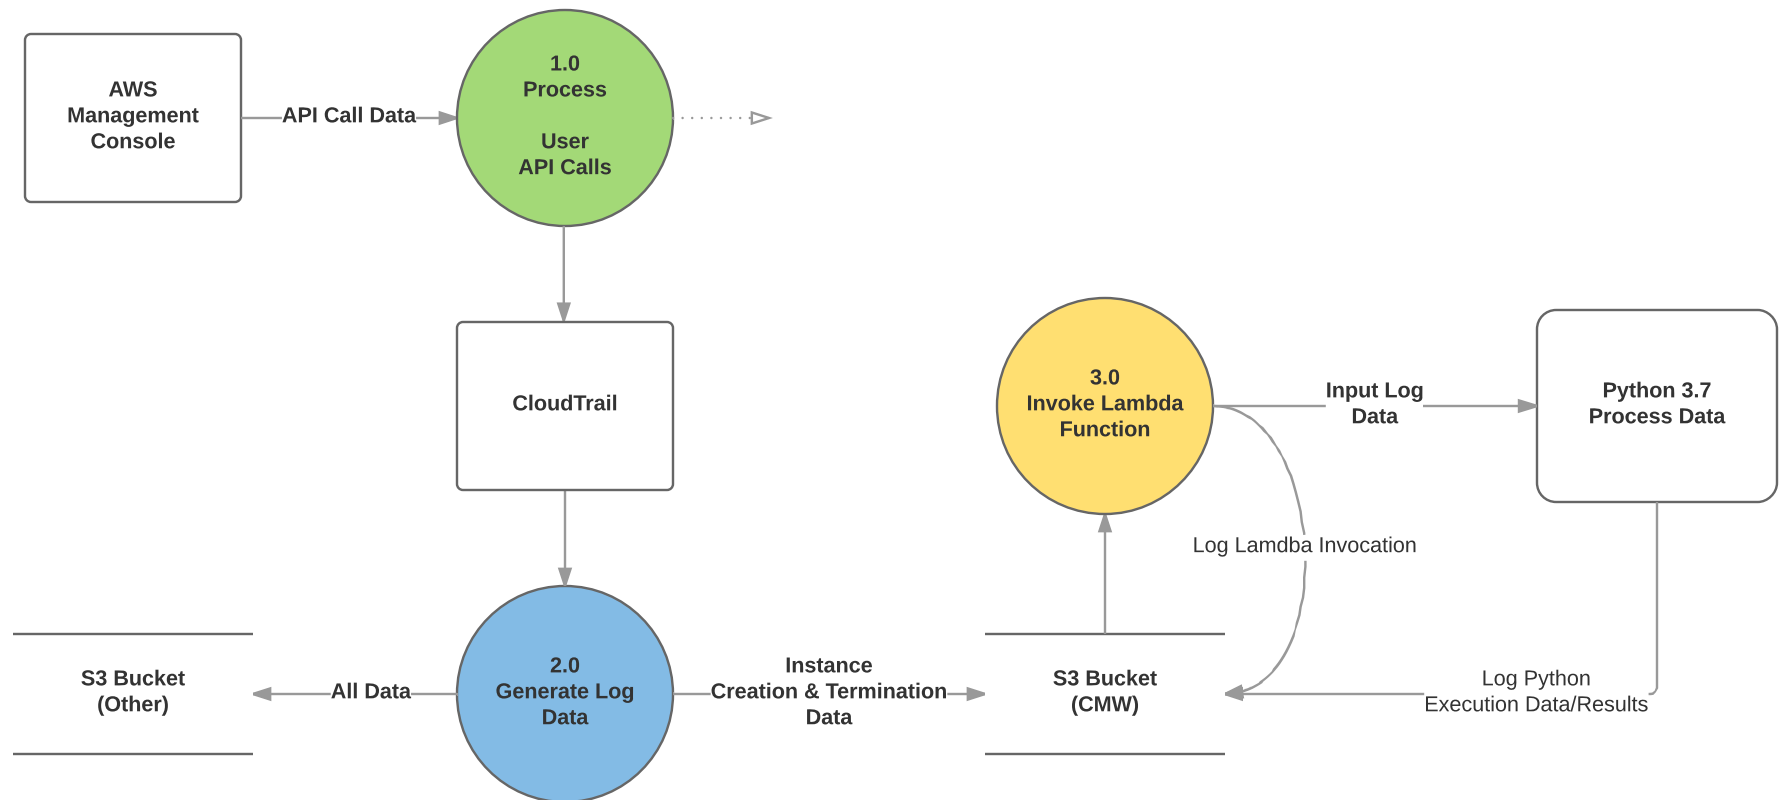 AWS
Management
Console
API Call Data
1.0
Process
User
API Calls
CloudTrail
3.0
Invoke Lambda
Function
Input Log
Data
Python 3.7
Process Data
Log Lamdba Invocation
S3 Bucket
(Other)
All Data
2.0
Generate Log
Data
Instance
Creation & Termination
Data
S3 Bucket
(CMW)
Log Python
Execution Data/Results